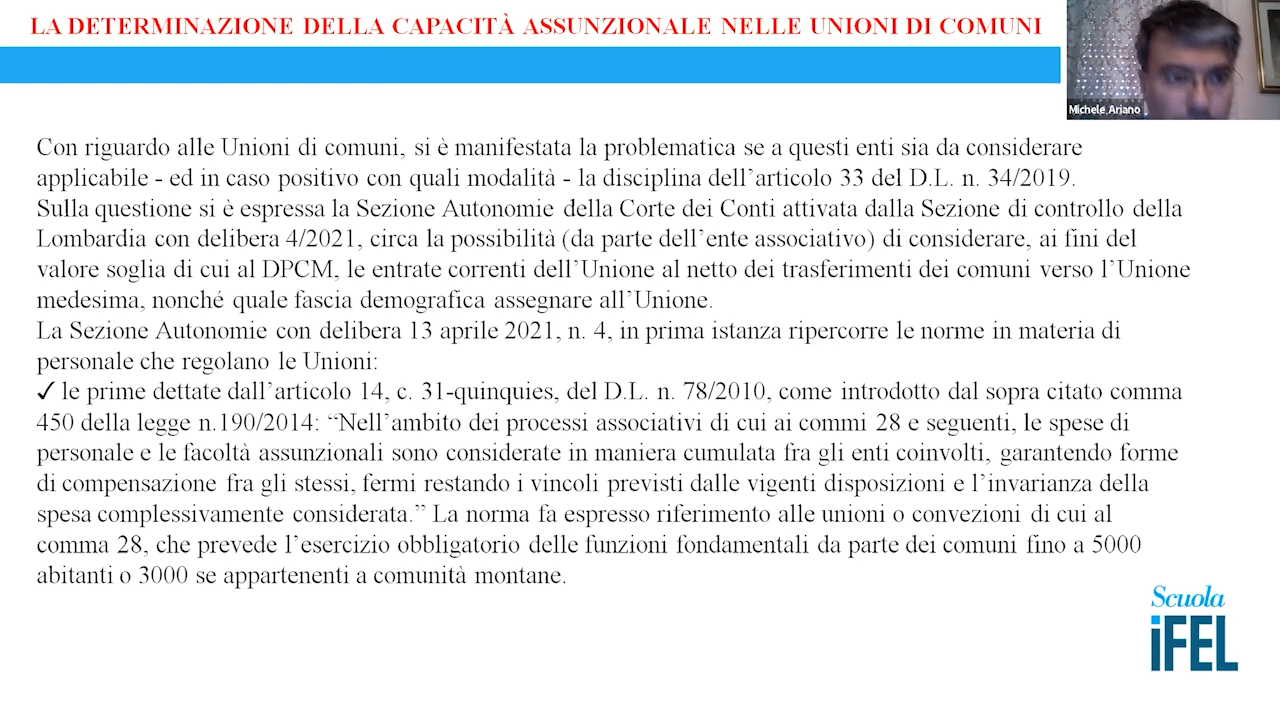 LA DETERMINAZIONE DELLA CAPACITÀ ASSUNZIONALE NELLE UNIONI DI COMUNI
Michele Ariano
Con riguardo alle Unioni di comuni, si è manifestata la problematica se a questi enti sia da considerare
applicabile - ed in caso positivo con quali modalità - la disciplina dell’articolo 33 del D.L. n. 34/2019.
Sulla questione si è espressa la Sezione Autonomie della Corte dei Conti attivata dalla Sezione di controllo della
Lombardia con delibera 4/2021, circa la possibilità (da parte dell’ente associativo) di considerare, ai fini del
valore soglia di cui al DPCM, le entrate correnti dell’Unione al netto dei trasferimenti dei comuni verso l’Unione
medesima, nonché quale fascia demografica assegnare all’Unione.
La Sezione Autonomie con delibera 13 aprile 2021, n. 4, in prima istanza ripercorre le norme in materia di
personale che regolano le Unioni:
✓ le prime dettate dall’articolo 14, c. 31-quinquies, del D.L. n. 78/2010, come introdotto dal sopra citato comma
450 della legge n.190/2014: “Nell’ambito dei processi associativi di cui ai commi 28 e seguenti, le spese di
personale e le facoltà assunzionali sono considerate in maniera cumulata fra gli enti coinvolti, garantendo forme
di compensazione fra gli stessi, fermi restando i vincoli previsti dalle vigenti disposizioni e l’invarianza della
spesa complessivamente considerata.” La norma fa espresso riferimento alle unioni o convezioni di cui al
comma 28, che prevede l’esercizio obbligatorio delle funzioni fondamentali da parte dei comuni fino a 5000
abitanti o 3000 se appartenenti a comunità montane.
Scuola
iFEL